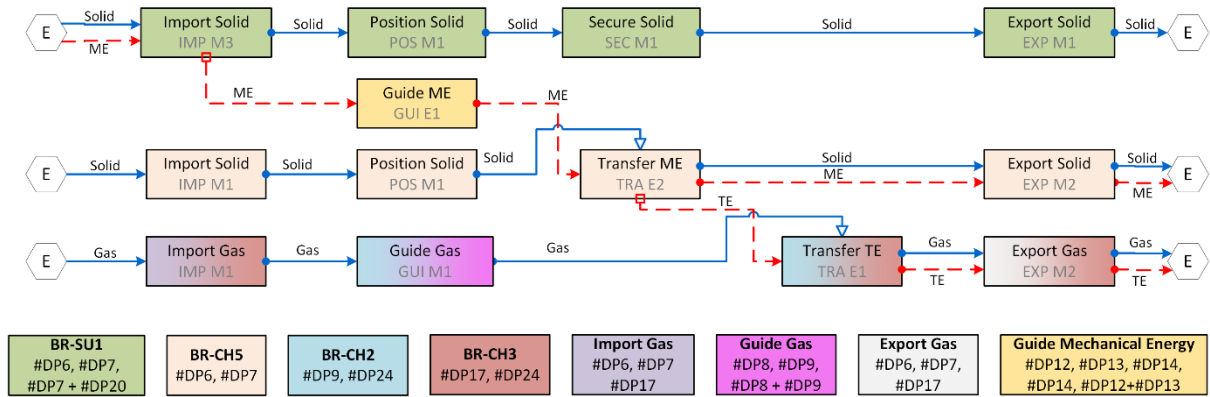 E
Solid
ME
Import Solid
IMP M3
Solid
Position Solid
POS M1
Solid
Secure Solid
SEC M1
Solid
Export Solid
EXP M1
Solid
E
ME
Guide ME
GUI E1
ME
E
Solid
Import Solid
IMP M1
Solid
Position Solid
POS M1
Solid
Transfer ME
TRA E2
Solid
ME
Export Solid
EXP M2
Solid
ME
E
TE
E
Gas
Import Gas
IMP M1
Gas
Guide Gas
GUI M1
Gas
Transfer TE
TRA E1
Gas
TE
Export Gas
EXP M2
Gas
TE
E
BR-SU1
#DP6, #DP7,
#DP7 + #DP20
BR-CH5
#DP6, #DP7
BR-CH2
#DP9, #DP24
BR-CH3
#DP17, #DP24
Import Gas
#DP6, #DP7
#DP17
Guide Gas
#DP8, #DP9,
#DP8 + #DP9
Export Gas
#DP6, #DP7,
#DP17
Guide Mechanical Energy
#DP12, #DP13, #DP14,
#DP14, #DP12+#DP13